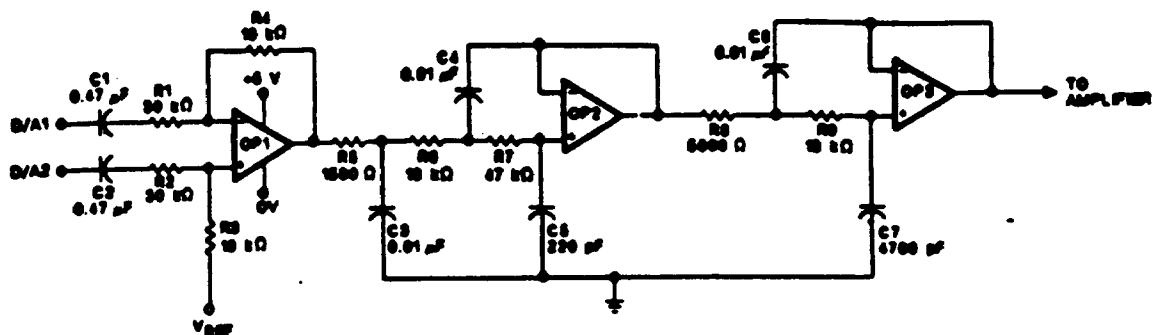 R4
10 kΩ
C1
0.47 µF
R1
30 kΩ
+5 V
D/A1
OP1
D/A2
C2
0.47 µF
R2
30 kΩ
0V
R3
10 kΩ
VREF
R5
1500 Ω
C3
0.01 µF
R6
18 kΩ
C4
0.01 µF
R7
47 kΩ
C5
220 pF
OP2
R8
C6
0.01 µF
R9
18 kΩ
C7
4700 pF
OP3
TO
AMPLIFIER